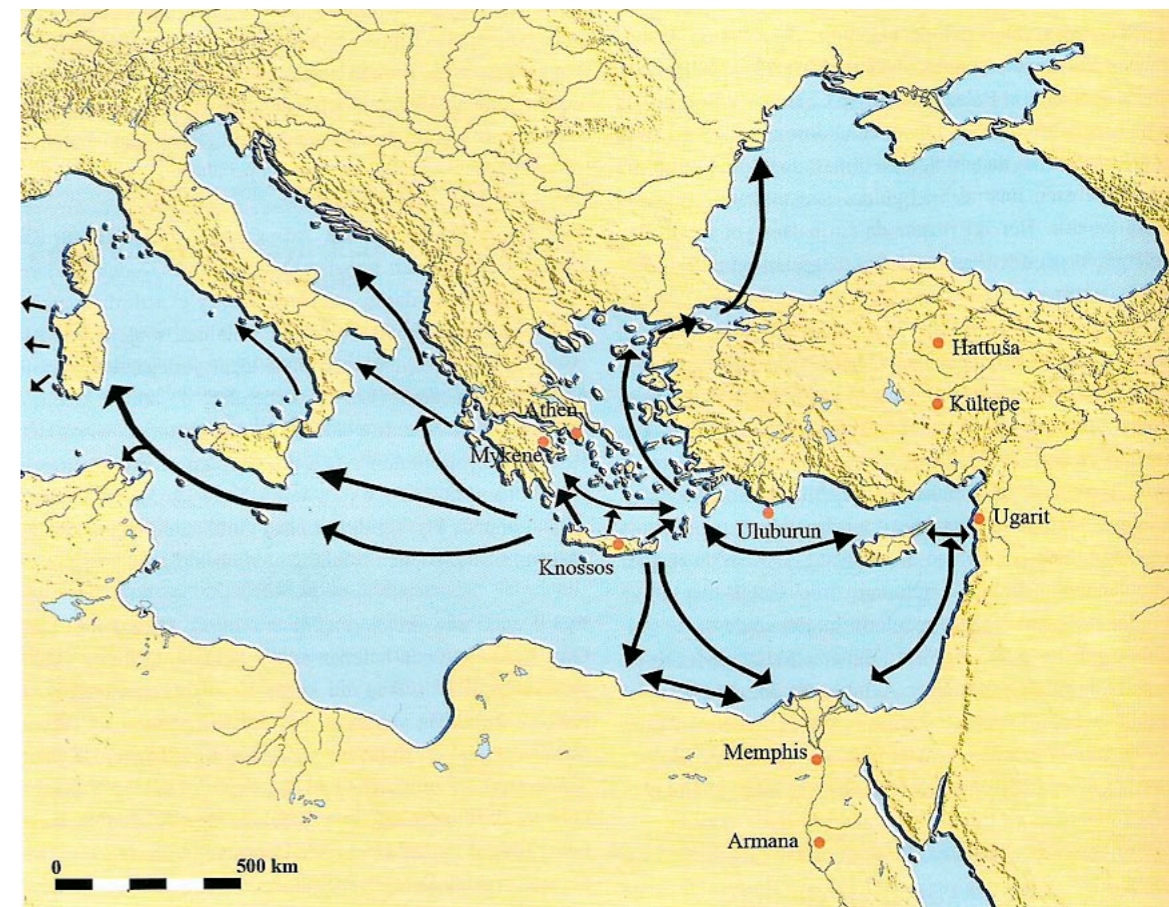 Hattuša
Kültepe
Athen
Mykene
Uluburun
Ugarit
Knossos
Memphis
Armana
0 500 km